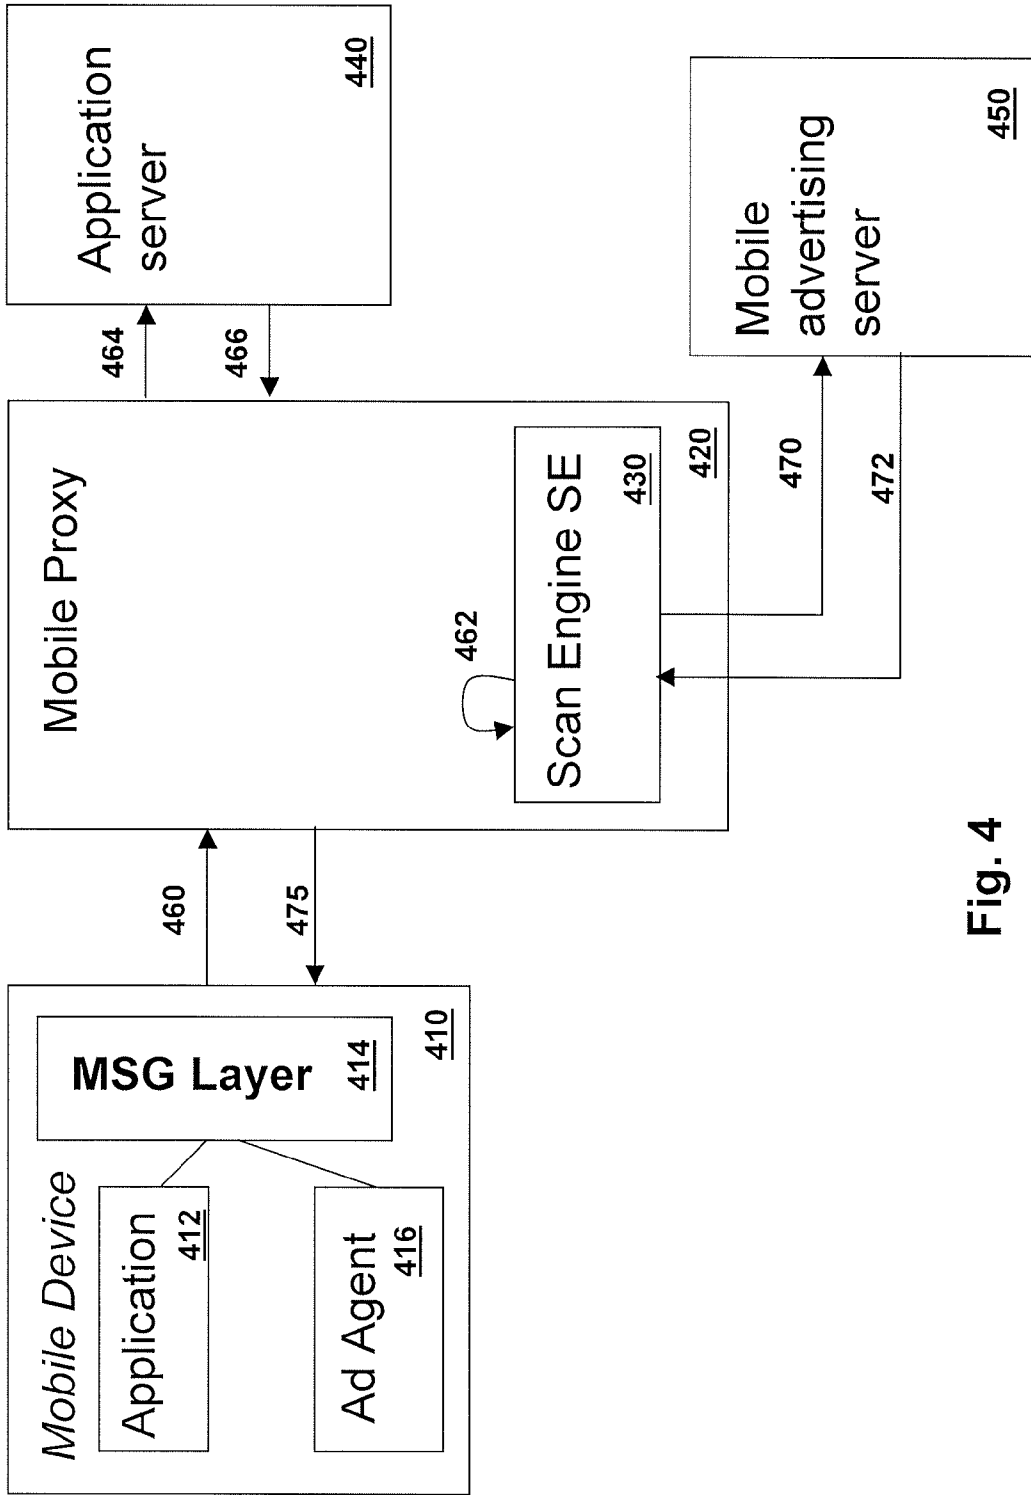 Mobile Device
Application
412
Ad Agent
416
MSG Layer
414
410
460
475
Mobile Proxy
462
Scan Engine SE
430
420
464
466
Application
server
440
470
472
Mobile
advertising
server
450
Fig. 4